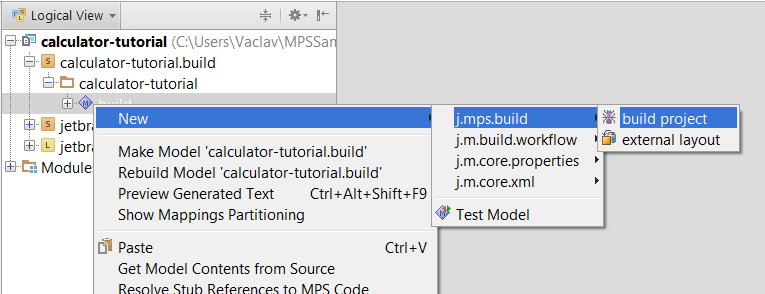 Logical View
calculator-tutorial (C:\Users\Vaclav\MPSSam
calculator-tutorial.build
calculator-tutorial
build
New
j.mps.build
build project
jetbra
j.m.build.workflow
external layout
jetbra
Make Model 'calculator-tutorial.build'
j.m.core.properties
Modules
Rebuild Model 'calculator-tutorial.build'
j.m.core.xml
Preview Generated Text Ctrl+Alt+Shift+F9
Show Mappings Partitioning
Test Model
Paste Ctrl+V
Get Model Contents from Source
Resolve Stub References to MPS Code